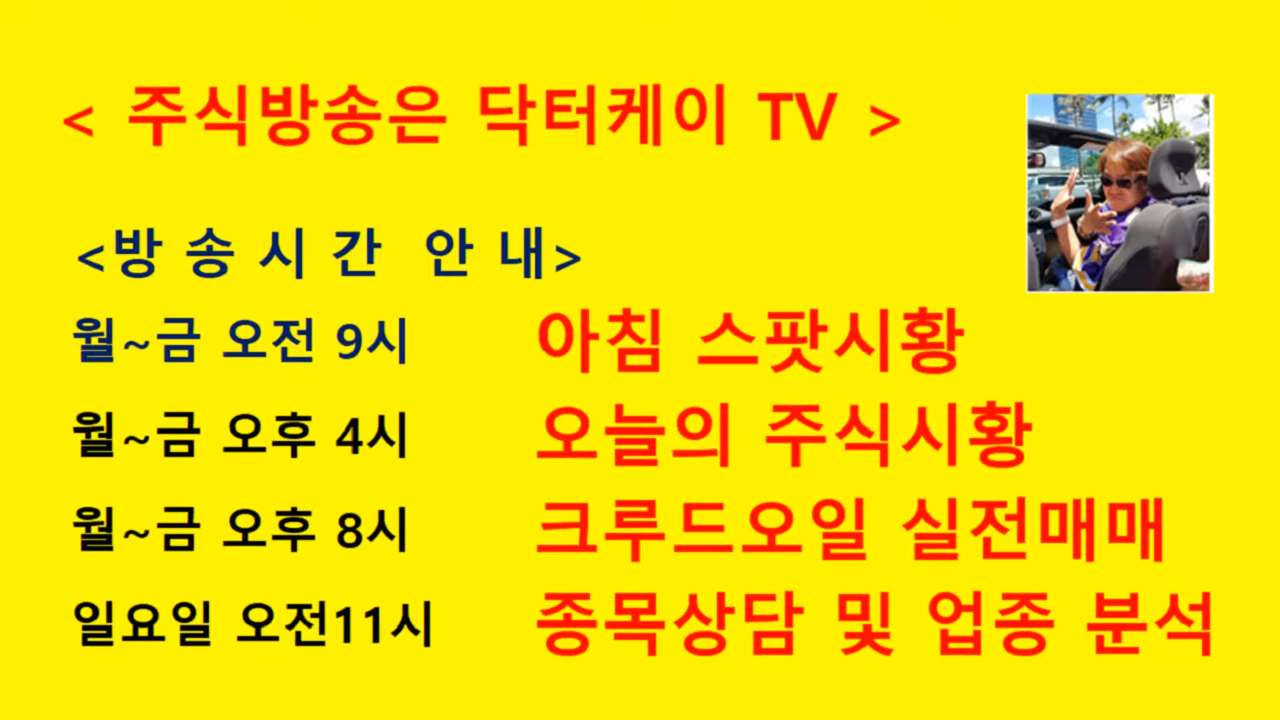 < 주식방송은 닥터케이 TV >
<방 송 시 간 안 내>
월~금 오전 9시 아침 스팟시황
월~금 오후 4시 오늘의 주식시황
월~금 오후 8시 크루드오일 실전매매
일요일 오전11시 종목상담 및 업종 분석